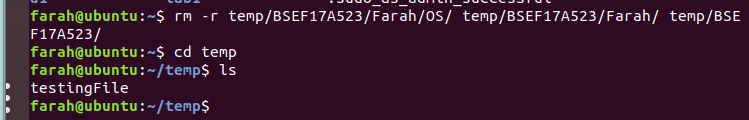 farah@ubuntu:~$ rm -r temp/BSEF17A523/Farah/OS/ temp/BSEF17A523/Farah/ temp/BSE
F17A523/
farah@ubuntu:~$ cd temp
farah@ubuntu:~/temp$ ls
testingFile
farah@ubuntu:~/temp$